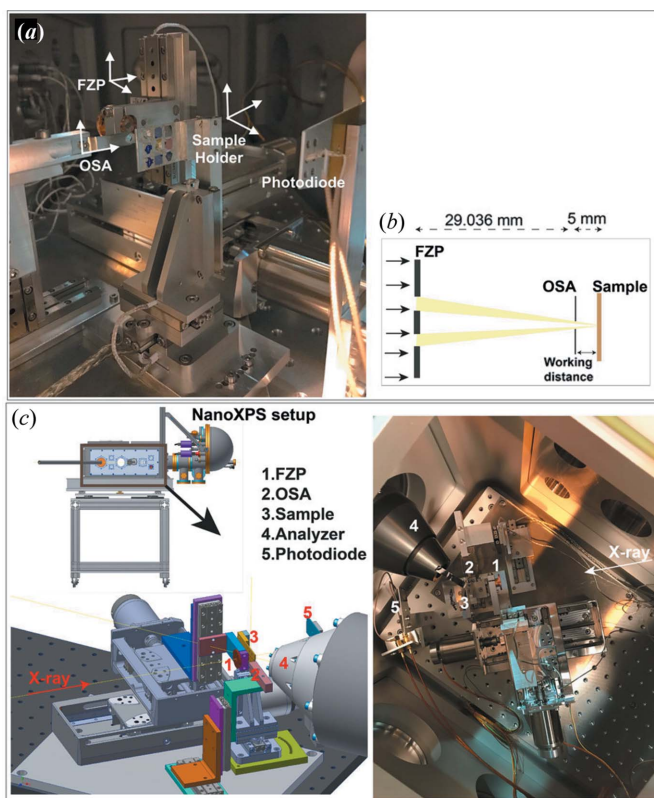 (a)
FZP
OSA
Sample
Holder
Photodiode
(b)
29.036 mm
5 mm
FZP
OSA
Sample
Working
distance
(c)
NanoXPS setup
1.FZP
2.OSA
3.Sample
4.Analyzer
5.Photodiode
X-ray
1
2
3
4
5
4
5
2
1
3
X-ray